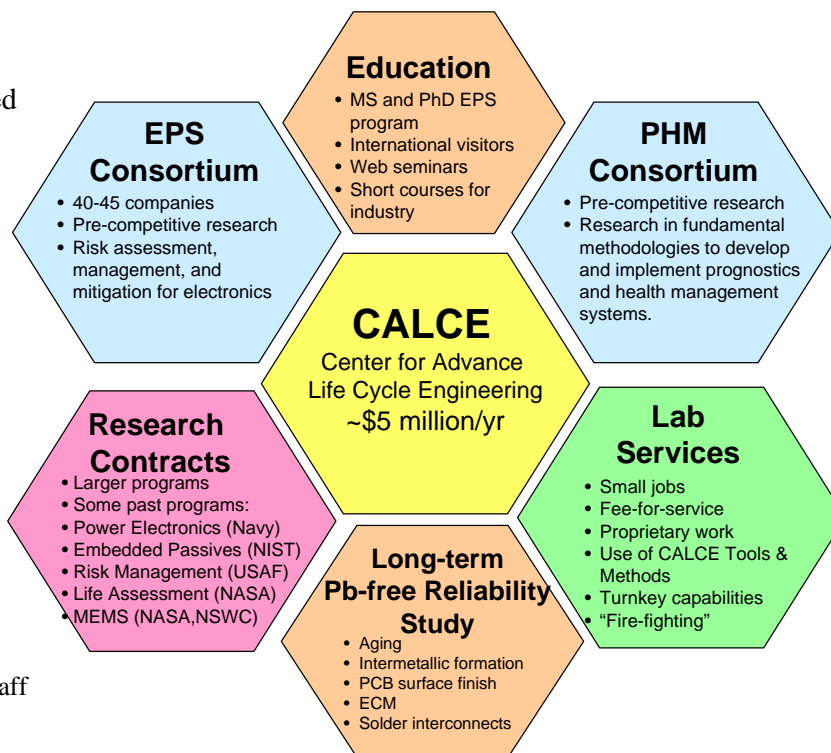 Education
• MS and PhD EPS
program
• International visitors
• Web seminars
• Short courses for
industry
EPS
Consortium
• 40-45 companies
• Pre-competitive research
• Risk assessment,
management, and
mitigation for electronics
PHM
Consortium
• Pre-competitive research
• Research in fundamental
methodologies to develop
and implement prognostics
and health management
systems.
CALCE
Center for Advance
Life Cycle Engineering
~$5 million/yr
Research
Contracts
• Larger programs
• Some past programs:
• Power Electronics (Navy)
• Embedded Passives (NIST)
• Risk Management (USAF)
• Life Assessment (NASA)
• MEMS (NASA,NSWC)
Lab
Services
• Small jobs
• Fee-for-service
• Proprietary work
• Use of CALCE Tools &
Methods
• Turnkey capabilities
• “Fire-fighting”
Long-term
Pb-free Reliability
Study
• Aging
• Intermetallic formation
• PCB surface finish
• ECM
• Solder interconnects